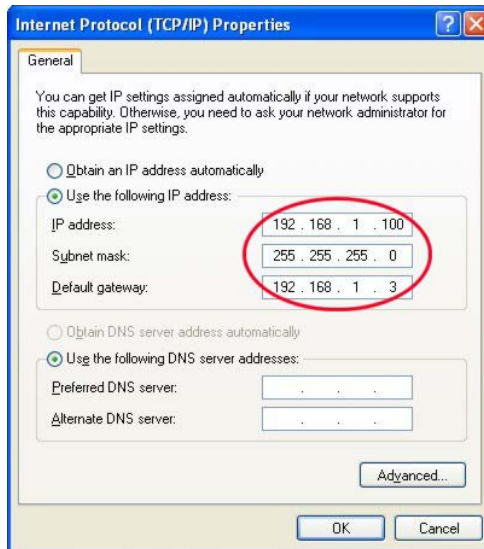 Internet Protocol (TCP/IP) Properties
General
You can get IP settings assigned automatically if your network supports
this capability. Otherwise, you need to ask your network administrator for
the appropriate IP settings.
Obtain an IP address automatically
Use the following IP address:
IP address: 192 . 168 . 1 . 100
Subnet mask: 255 . 255 . 255 . 0
Default gateway: 192 . 168 . 1 . 3
Obtain DNS server address automatically
Use the following DNS server addresses:
Preferred DNS server: . . .
Alternate DNS server: . . .
Advanced...
OK Cancel